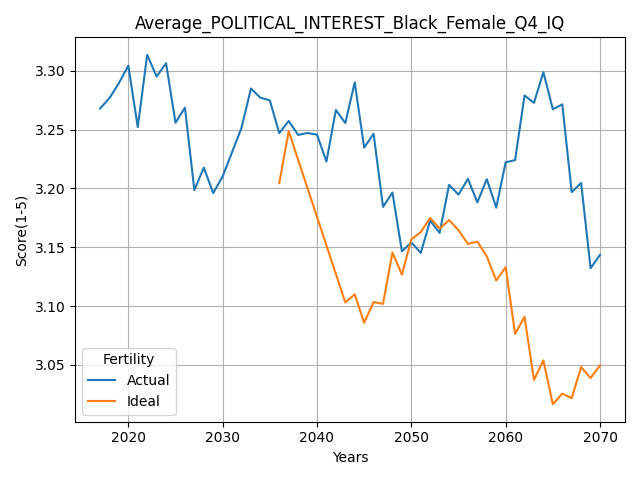 Average_POLITICAL_INTEREST_Black_Female_Q4_IQ
Score(1-5)
3.30
3.25
3.20
3.15
3.10
3.05
Fertility
Actual
Ideal
2020 2030 2040 2050 2060 2070
Years